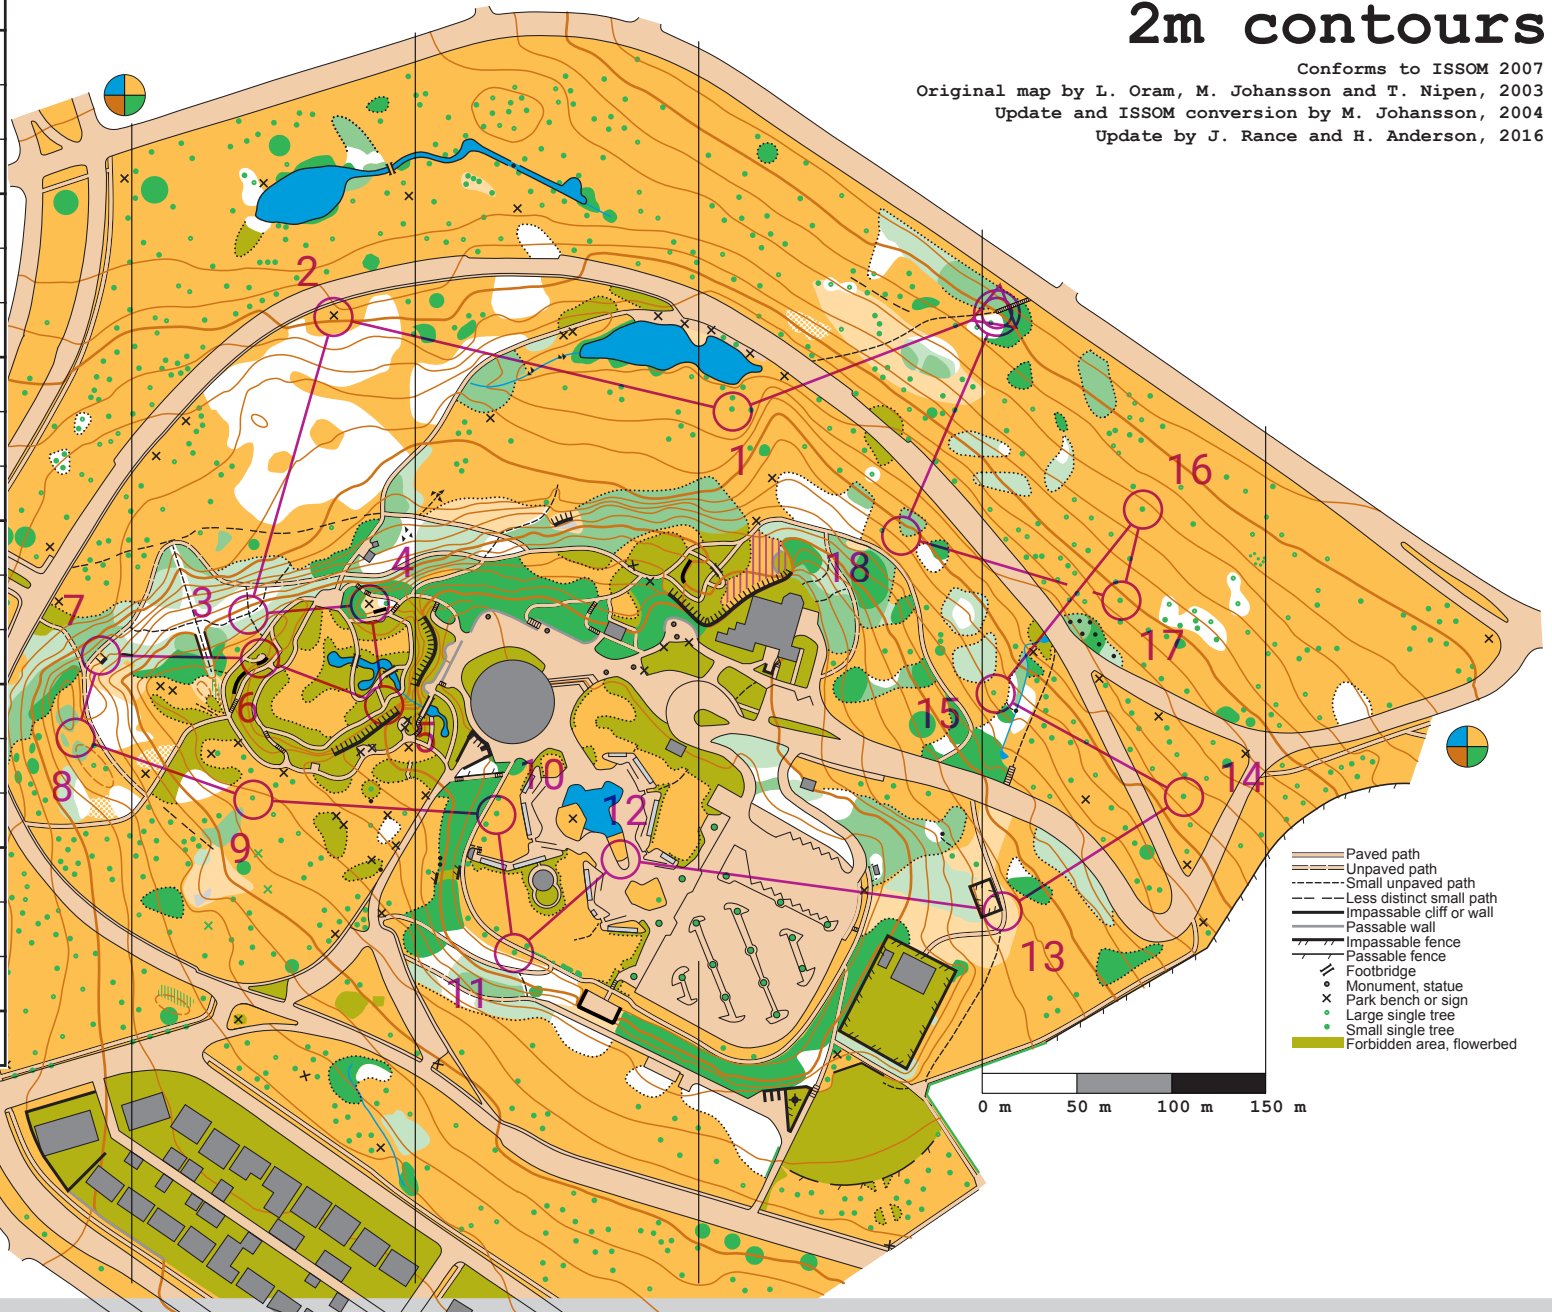 2m contours
Conforms to ISSOM 2007
Original map by L. Oram, M. Johansson and T. Nipen, 2003
Update and ISSOM conversion by M. Johansson, 2004
Update by J. Rance and H. Anderson, 2016
2
1
16
4
18
3
7
17
6
15
5
14
10
8
12
9
13
11
Paved path
Unpaved path
Small unpaved path
Less distinct small path
Impassable cliff or wall
Passable wall
Impassable fence
Passable fence
Footbridge
Monument, statue
Park bench or sign
Large single tree
Small single tree
Forbidden area, flowerbed
0 m 50 m 100 m 150 m